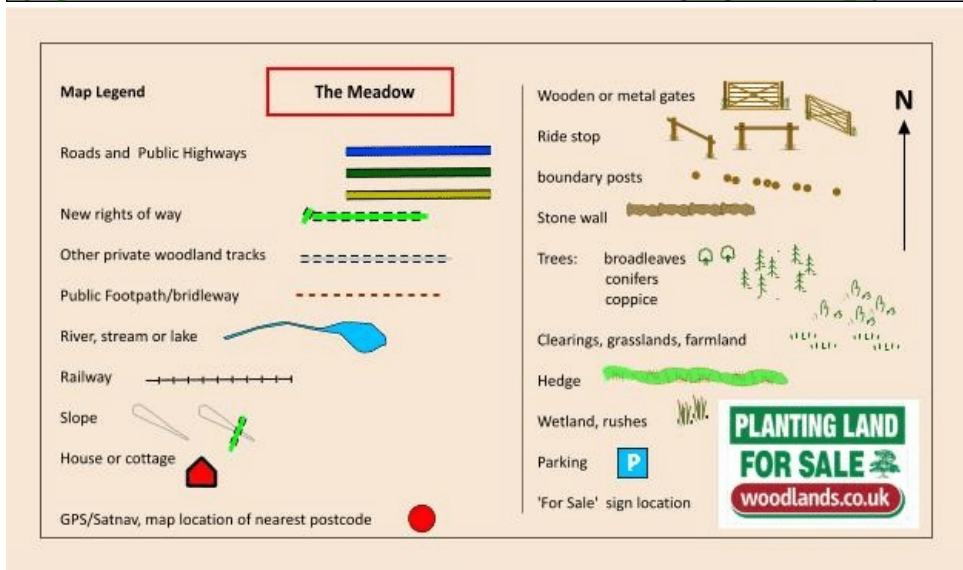 Map Legend
The Meadow
Roads and Public Highways
New rights of way
Other private woodland tracks
Public Footpath/bridleway
River, stream or lake
Railway
Slope
House or cottage
GPS/Satnav, map location of nearest postcode
Wooden or metal gates
Ride stop
boundary posts
Stone wall
Trees: broadleaves
conifers
coppice
Clearings, grasslands, farmland
Hedge
Wetland, rushes
Parking
P
'For Sale' sign location
N
PLANTING LAND
FOR SALE
woodlands.co.uk